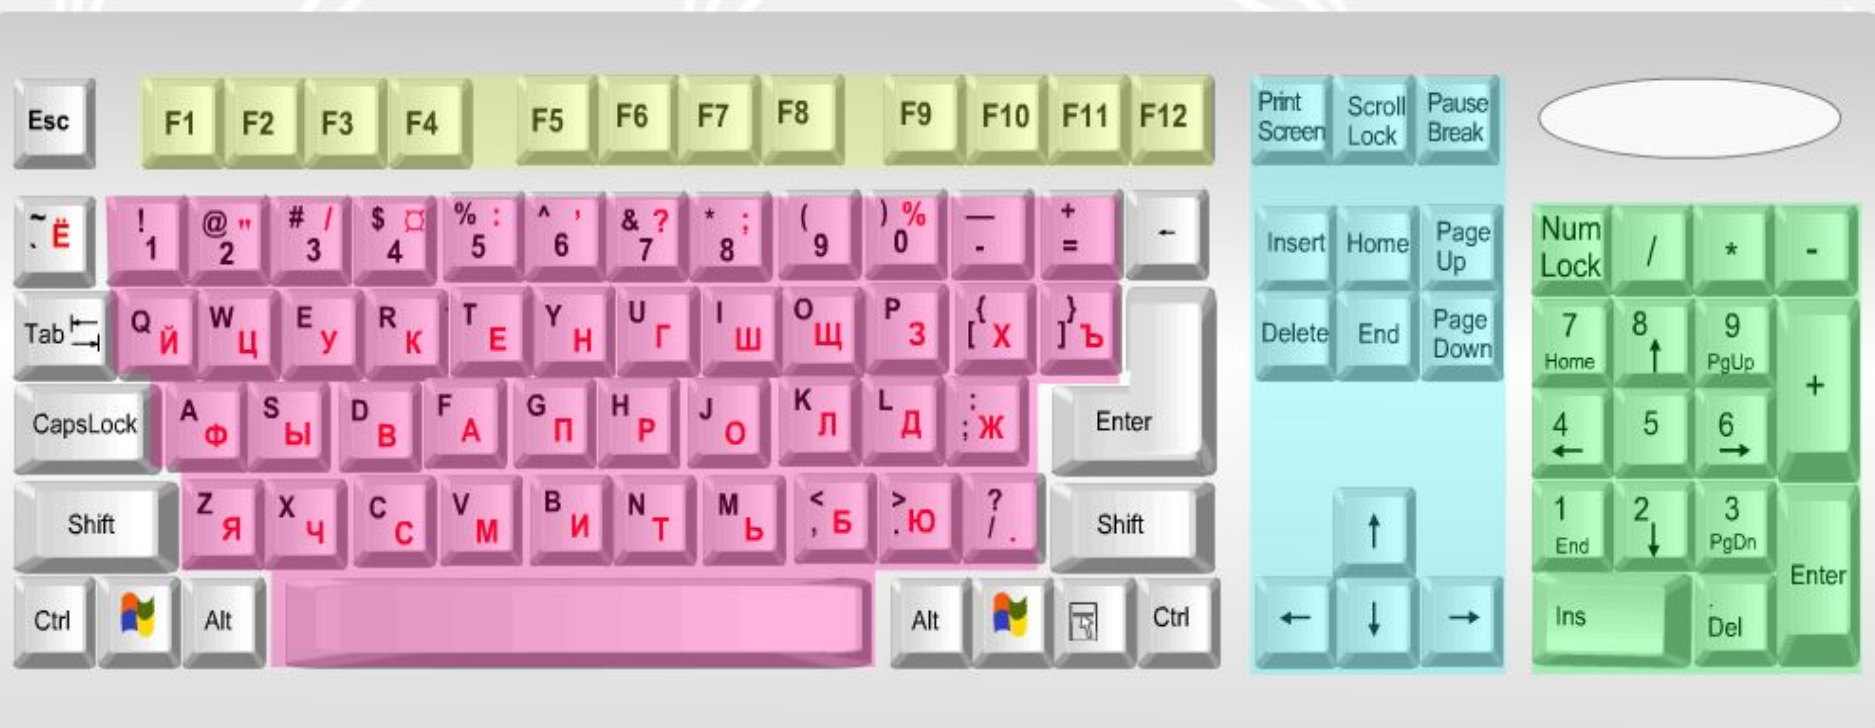 Esc F1 F2 F3 F4 F5 F6 F7 F8 F9 F10 F11 F12 Print Screen Scroll Lock Pause Break
~ . Ё ! 1 @ " 2 # / 3 $ ¤ 4 % : 5 ^ , 6 & ? 7 * ; 8 ( 9 ) % 0 — - + = ← Insert Home Page Up Num Lock / * -
Tab Q Й W Ц E У R К T Е Y Н U Г I Ш O Щ P З { [ Х } ] Ъ Delete End Page Down 7 Home 8 ↑ 9 PgUp +
CapsLock A Ф S Ы D В F А G П H Р J О K Л L Д : ; Ж Enter 4 ← 5 6 →
Shift Z Я X Ч C С V М B И N Т M Ь < , Б > . Ю ? / . Shift ↑ 1 End 2 ↓ 3 PgDn Enter
Ctrl Alt Alt Ctrl ← ↓ → Ins . Del